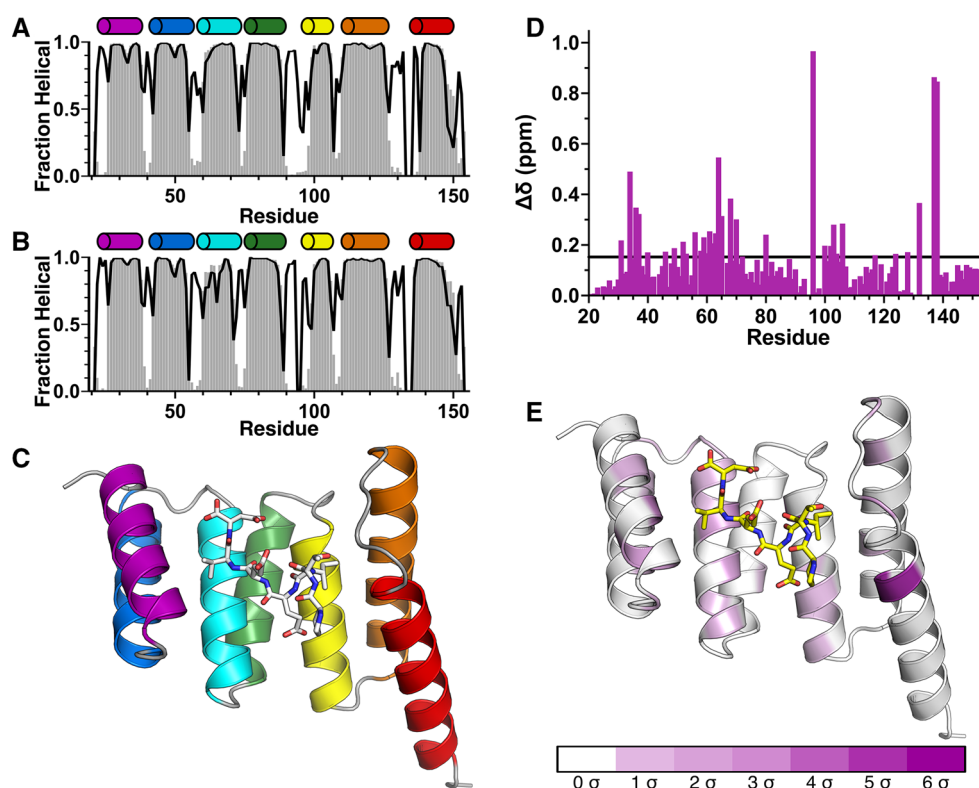 A
Fraction Helical
1.0
0.5
0.0
50
100
150
Residue
B
Fraction Helical
1.0
0.5
0.0
50
100
150
Residue
C
D
Δδ (ppm)
1.0
0.8
0.6
0.4
0.2
0.0
20
40
60
80
100
120
140
Residue
E
0 σ 1 σ 2 σ 3 σ 4 σ 5 σ 6 σ